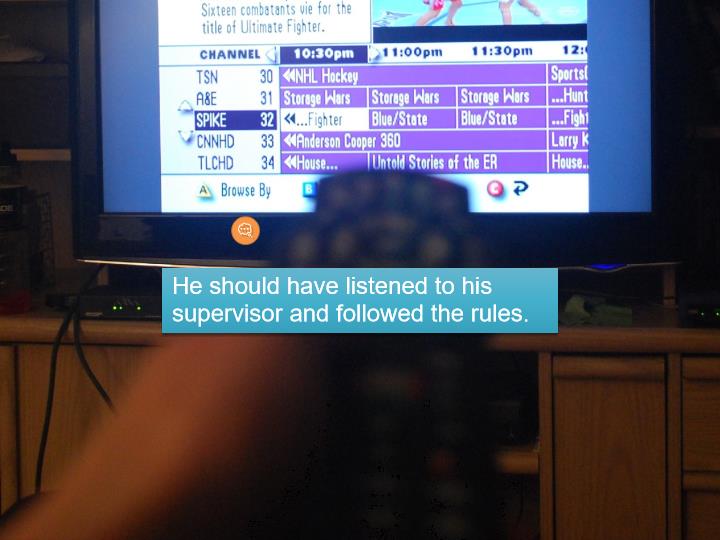 Sixteen combatants vie for the
title of Ultimate Fighter.
CHANNEL 10:30pm 11:00pm 11:30pm 12:
TSN 30 NHL Hockey Sports
A&E 31 Storage Wars Storage Wars Storage Wars ...Hunt
SPIKE 32 ...Fighter Blue/State Blue/State ...Fight
CNNHD 33 Anderson Cooper 360 Larry K
TLCHD 34 House... Untold Stories of the ER House..
A Browse By B C
He should have listened to his
supervisor and followed the rules.